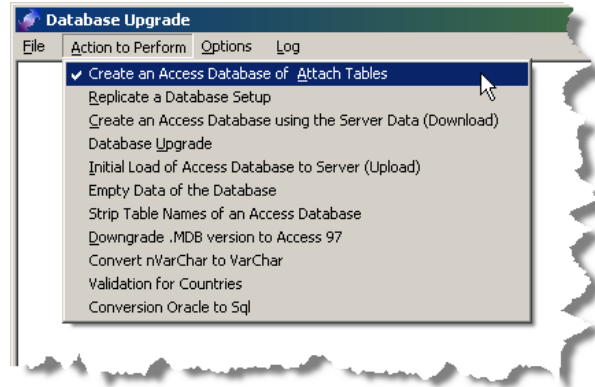 Database Upgrade
File Action to Perform Options Log
Create an Access Database of Attach Tables
Replicate a Database Setup
Create an Access Database using the Server Data (Download)
Database Upgrade
Initial Load of Access Database to Server (Upload)
Empty Data of the Database
Strip Table Names of an Access Database
Downgrade .MDB version to Access 97
Convert nVarChar to VarChar
Validation for Countries
Conversion Oracle to Sql